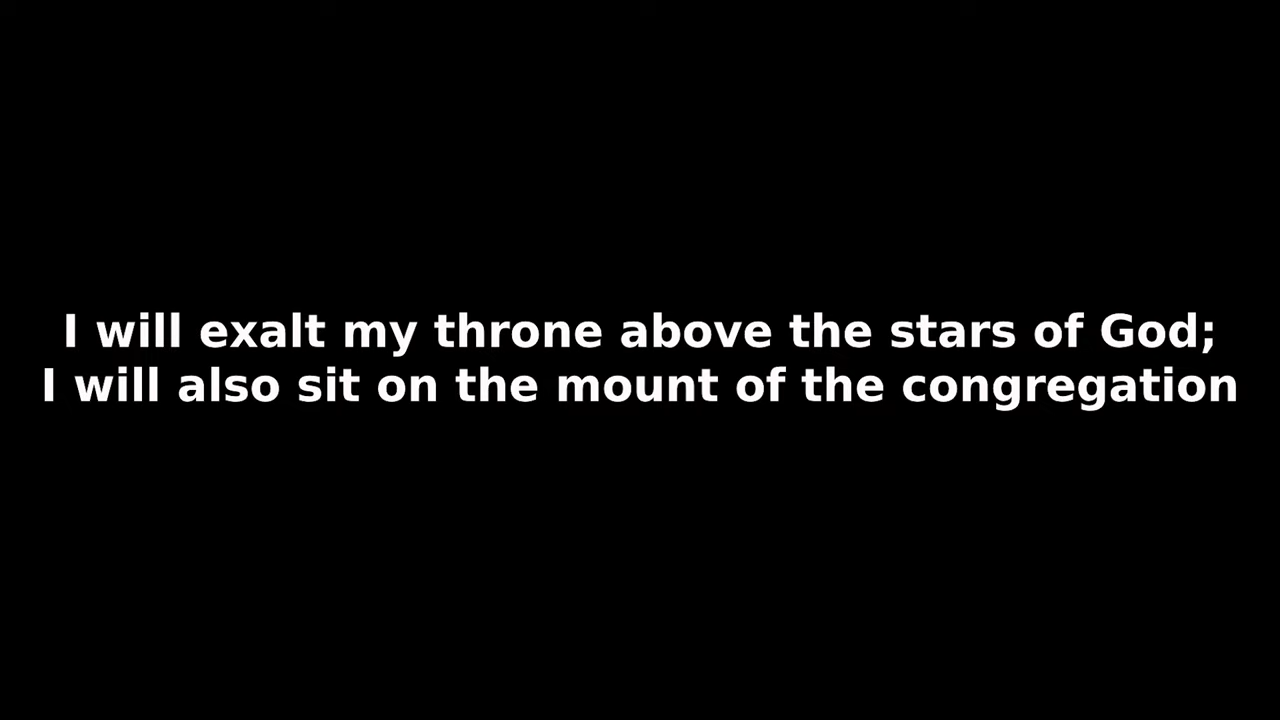 I will exalt my throne above the stars of God;
I will also sit on the mount of the congregation